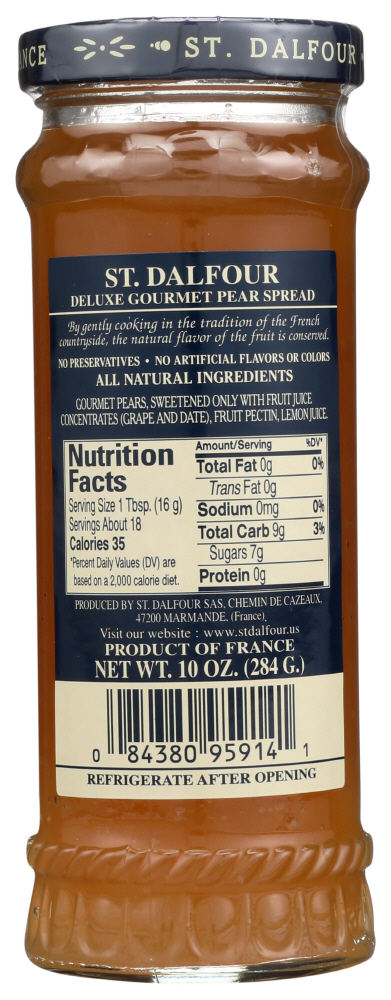 NCE ST. DALFOUR
ST. DALFOUR
DELUXE GOURMET PEAR SPREAD
By gently cooking in the tradition of the French
countryside, the natural flavor of the fruit is conserved.
NO PRESERVATIVES • NO ARTIFICIAL FLAVORS OR COLORS
ALL NATURAL INGREDIENTS
GOURMET PEARS, SWEETENED ONLY WITH FRUIT JUICE
CONCENTRATES (GRAPE AND DATE), FRUIT PECTIN, LEMON JUICE.
Nutrition
Facts
Serving Size 1 Tbsp. (16 g)
Servings About 18
Calories 35
*Percent Daily Values (DV) are
based on a 2,000 calorie diet.
Amount/Serving %DV*
Total Fat 0g 0%
Trans Fat 0g
Sodium 0mg 0%
Total Carb 9g 3%
Sugars 7g
Protein 0g
PRODUCED BY ST. DALFOUR SAS, CHEMIN DE CAZEAUX,
47200 MARMANDE, (France),
Visit our website : www.stdalfour.us
PRODUCT OF FRANCE
NET WT. 10 OZ. (284 G.)
0 84380 95914 1
REFRIGERATE AFTER OPENING